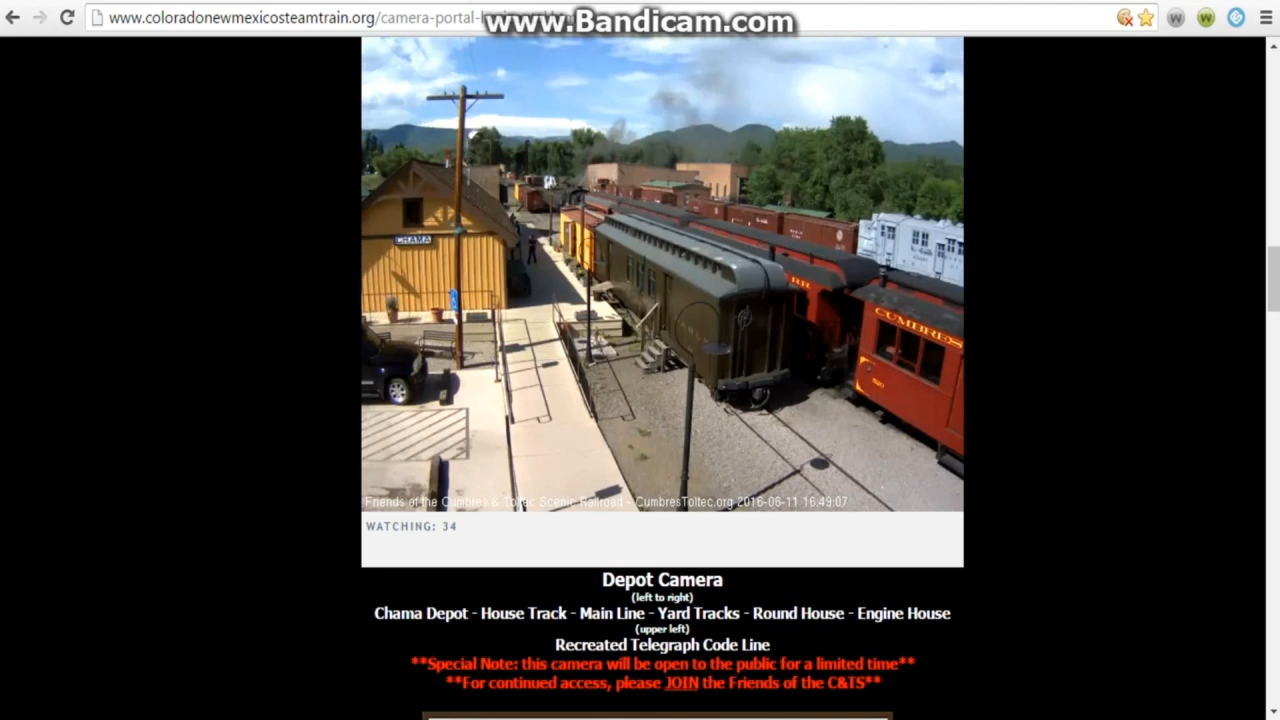 www.coloradonewmexicosteamtrain.org/camera-portal-
www.Bandicam.com
CHAMA
RR
CUMBRES
520
Friends of the Cumbres & Toltec Scenic Railroad - CumbresToltec.org 2016-06-11 16:49:07
WATCHING: 34
Depot Camera
(left to right)
Chama Depot - House Track - Main Line - Yard Tracks - Round House - Engine House
(upper left)
Recreated Telegraph Code Line
**Special Note: this camera will be open to the public for a limited time**
**For continued access, please JOIN the Friends of the C&TS**